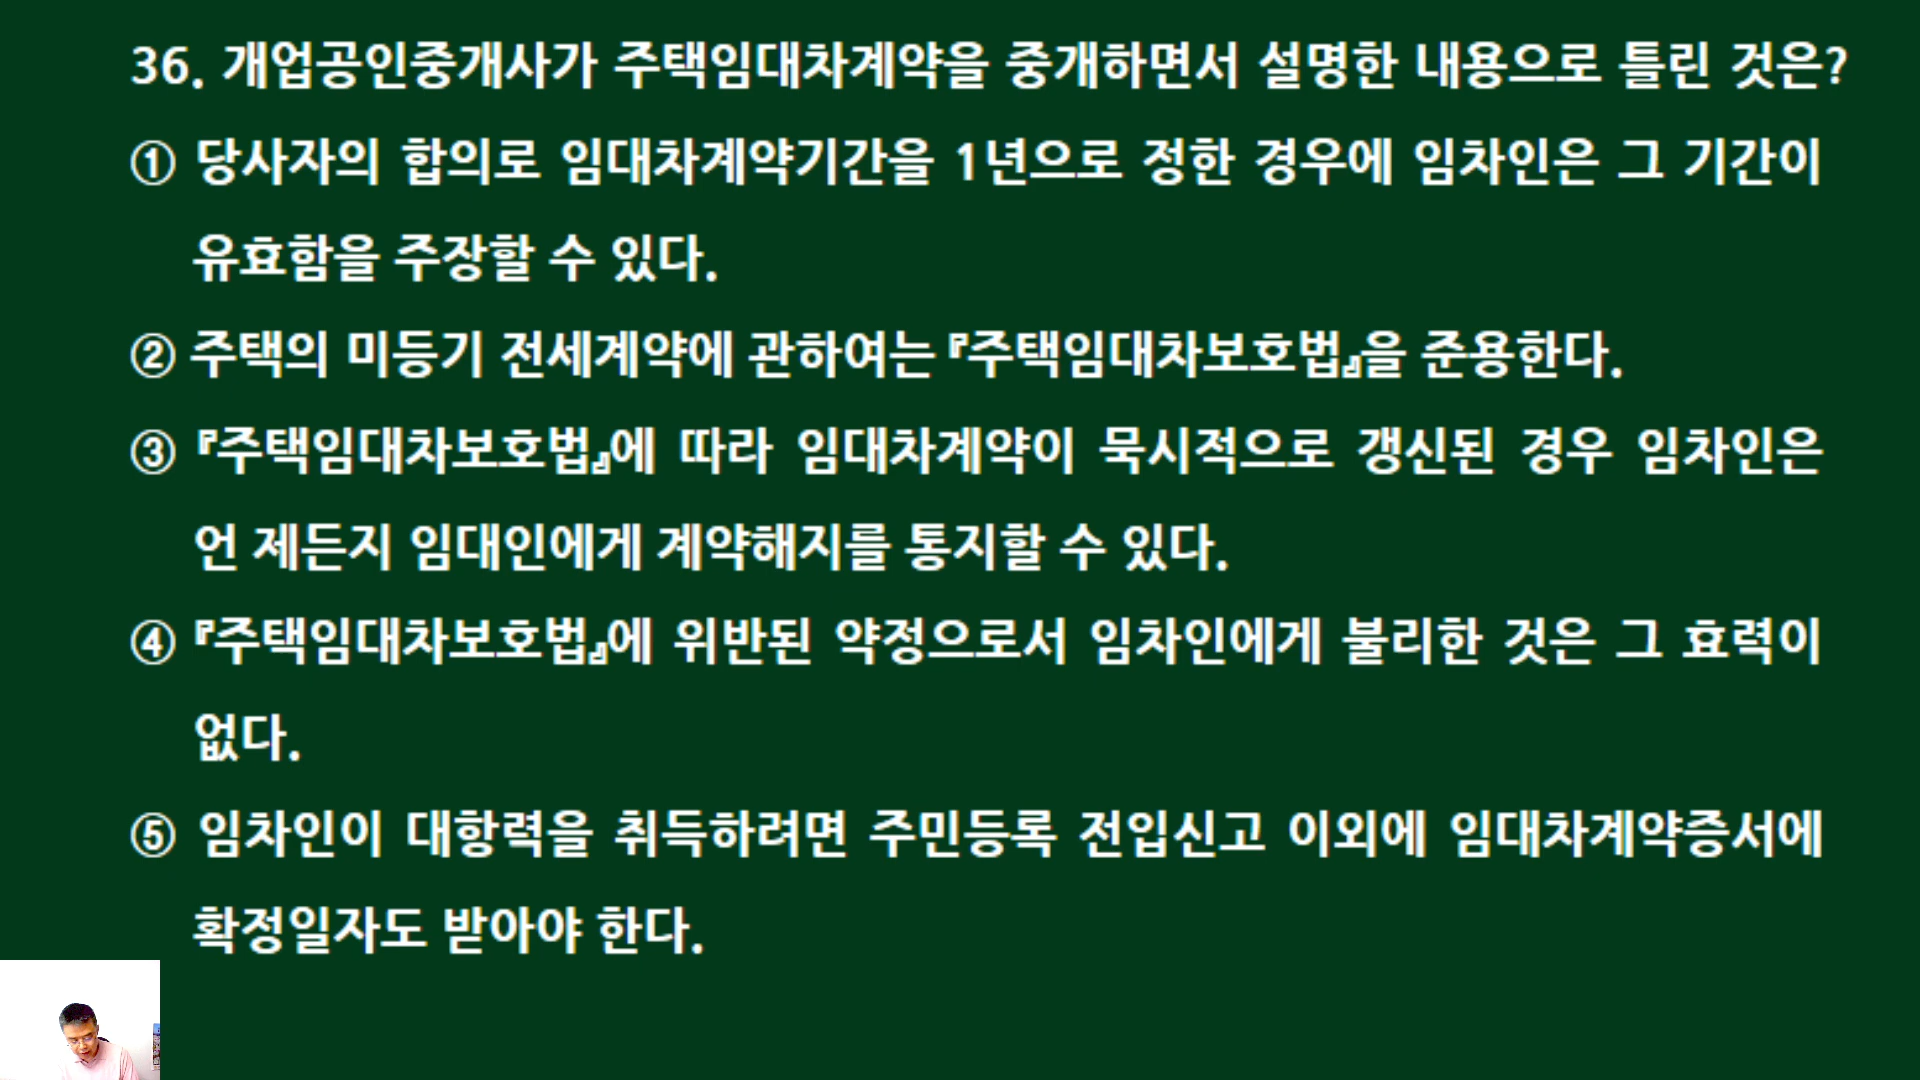 36. 개업공인중개사가 주택임대차계약을 중개하면서 설명한 내용으로 틀린 것은?
① 당사자의 합의로 임대차계약기간을 1년으로 정한 경우에 임차인은 그 기간이
유효함을 주장할 수 있다.
② 주택의 미등기 전세계약에 관하여는 『주택임대차보호법』을 준용한다.
③ 『주택임대차보호법』에 따라 임대차계약이 묵시적으로 갱신된 경우 임차인은
언 제든지 임대인에게 계약해지를 통지할 수 있다.
④ 『주택임대차보호법』에 위반된 약정으로서 임차인에게 불리한 것은 그 효력이
없다.
⑤ 임차인이 대항력을 취득하려면 주민등록 전입신고 이외에 임대차계약증서에
확정일자도 받아야 한다.